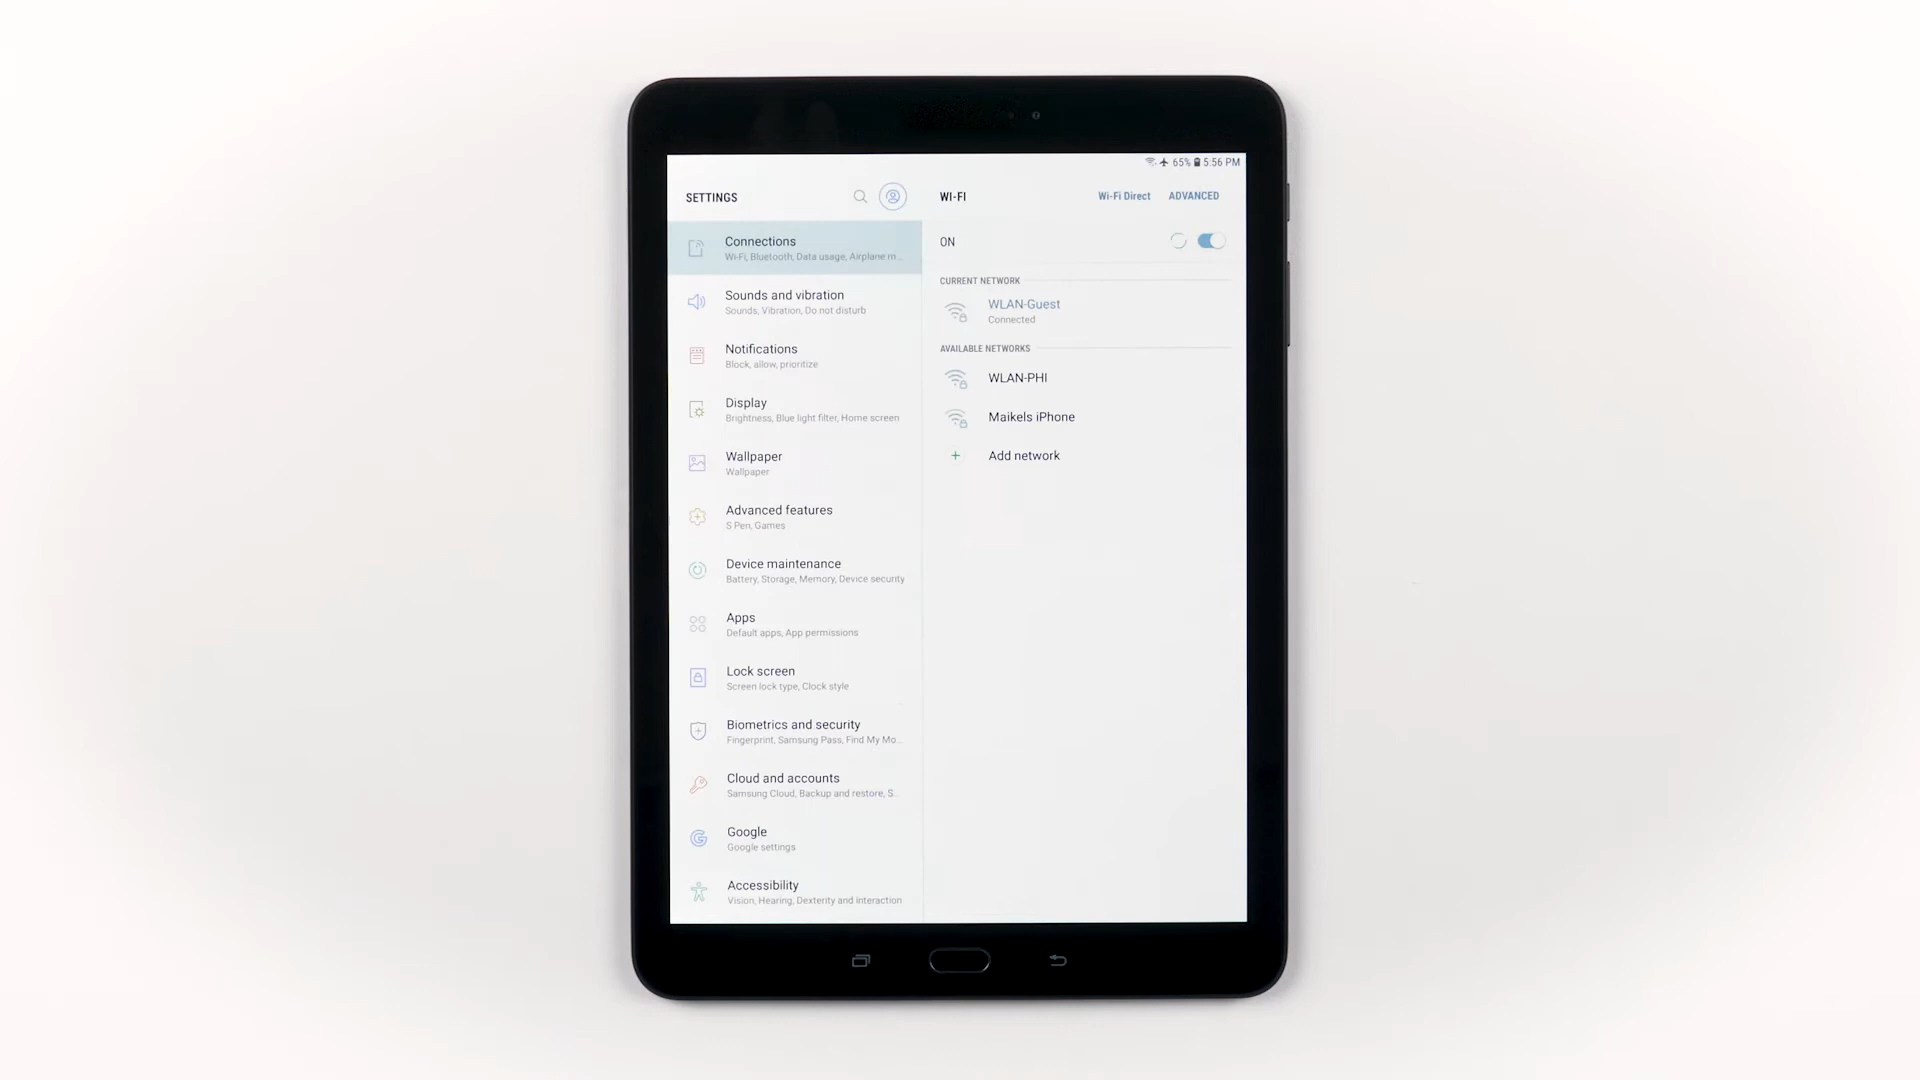 65% 5:56 PM
SETTINGS
Connections
Wi-Fi, Bluetooth, Data usage, Airplane m...
Sounds and vibration
Sounds, Vibration, Do not disturb
Notifications
Block, allow, prioritize
Display
Brightness, Blue light filter, Home screen
Wallpaper
Wallpaper
Advanced features
S Pen, Games
Device maintenance
Battery, Storage, Memory, Device security
Apps
Default apps, App permissions
Lock screen
Screen lock type, Clock style
Biometrics and security
Fingerprint, Samsung Pass, Find My Mo...
Cloud and accounts
Samsung Cloud, Backup and restore, S...
Google
Google settings
Accessibility
Vision, Hearing, Dexterity and interaction
WI-FI Wi-Fi Direct ADVANCED
ON
CURRENT NETWORK
WLAN-Guest
Connected
AVAILABLE NETWORKS
WLAN-PHI
Maikels iPhone
Add network